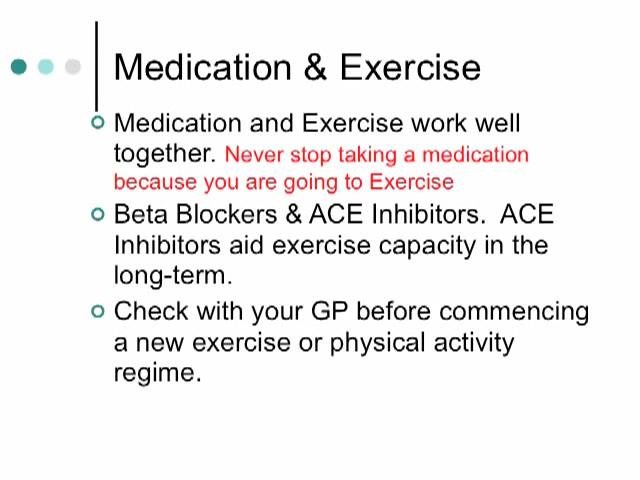 Medication & Exercise
Medication and Exercise work well
together. Never stop taking a medication
because you are going to Exercise
Beta Blockers & ACE Inhibitors.  ACE
Inhibitors aid exercise capacity in the
long-term.
Check with your GP before commencing
a new exercise or physical activity
regime.